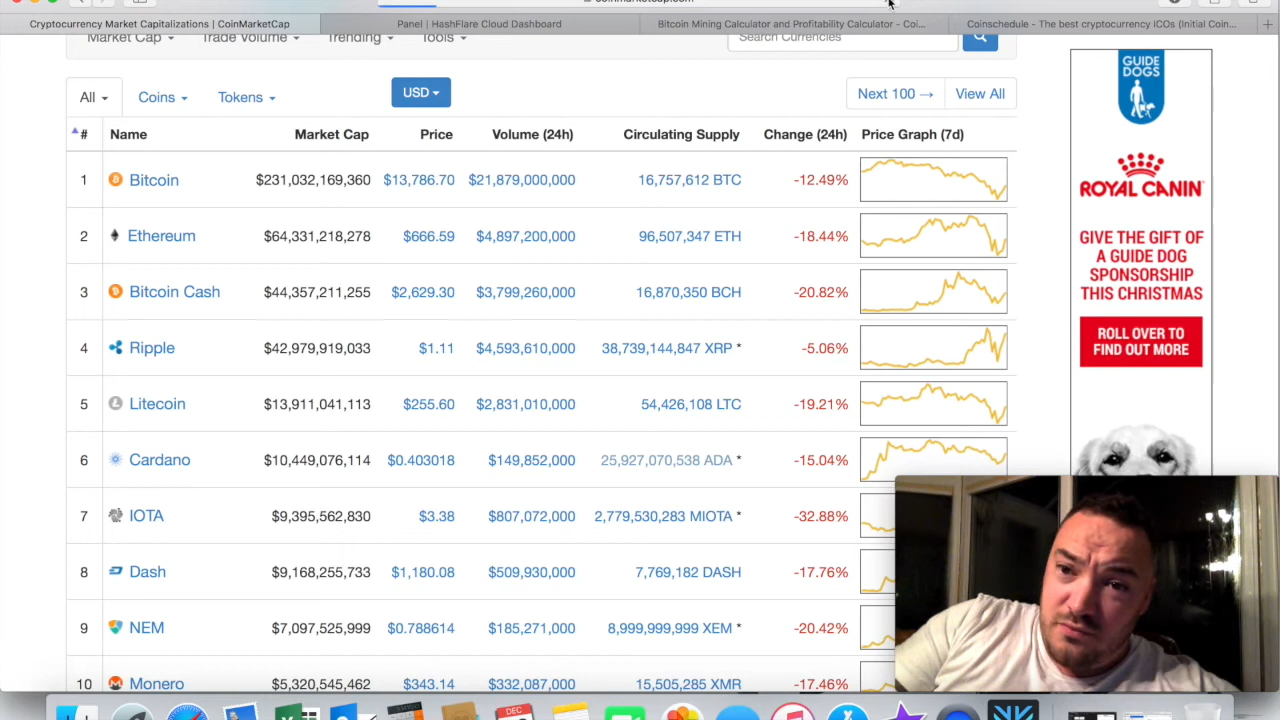 coinmarketcap.com
Cryptocurrency Market Capitalizations | CoinMarketCap
Panel | HashFlare Cloud Dashboard
Bitcoin Mining Calculator and Profitability Calculator - Coi...
Coinschedule - The best cryptocurrency ICOs (Initial Coin...
Market Cap Trade Volume Trending Tools Search Currencies
All Coins Tokens USD Next 100 → View All
# Name Market Cap Price Volume (24h) Circulating Supply Change (24h) Price Graph (7d)
1 Bitcoin $231,032,169,360 $13,786.70 $21,879,000,000 16,757,612 BTC -12.49%
2 Ethereum $64,331,218,278 $666.59 $4,897,200,000 96,507,347 ETH -18.44%
3 Bitcoin Cash $44,357,211,255 $2,629.30 $3,799,260,000 16,870,350 BCH -20.82%
4 Ripple $42,979,919,033 $1.11 $4,593,610,000 38,739,144,847 XRP * -5.06%
5 Litecoin $13,911,041,113 $255.60 $2,831,010,000 54,426,108 LTC -19.21%
6 Cardano $10,449,076,114 $0.403018 $149,852,000 25,927,070,538 ADA * -15.04%
7 IOTA $9,395,562,830 $3.38 $807,072,000 2,779,530,283 MIOTA * -32.88%
8 Dash $9,168,255,733 $1,180.08 $509,930,000 7,769,182 DASH -17.76%
9 NEM $7,097,525,999 $0.788614 $185,271,000 8,999,999,999 XEM * -20.42%
10 Monero $5,320,545,462 $343.14 $332,087,000 15,505,285 XMR -17.46%
GUIDE
DOGS
ROYAL CANIN
GIVE THE GIFT OF
A GUIDE DOG
SPONSORSHIP
THIS CHRISTMAS
ROLL OVER TO
FIND OUT MORE
DEC